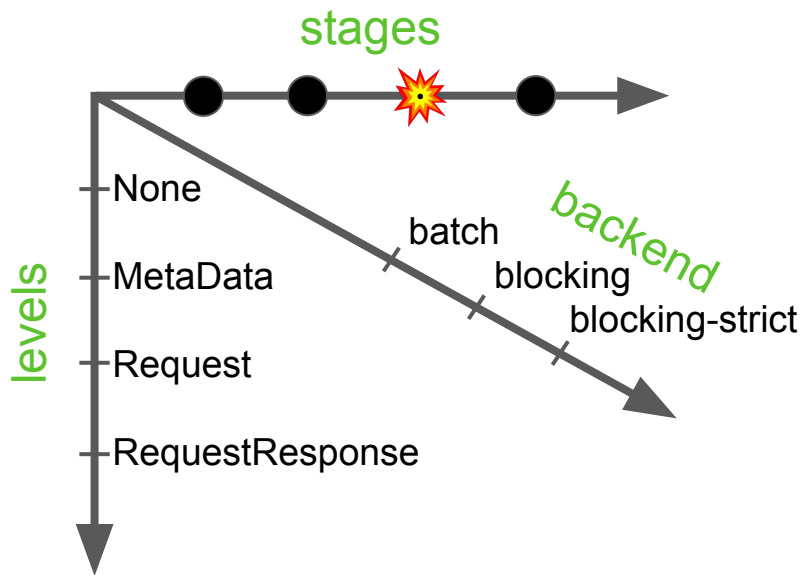 stages
None
MetaData
Request
RequestResponse
levels
batch
blocking
blocking-strict
backend